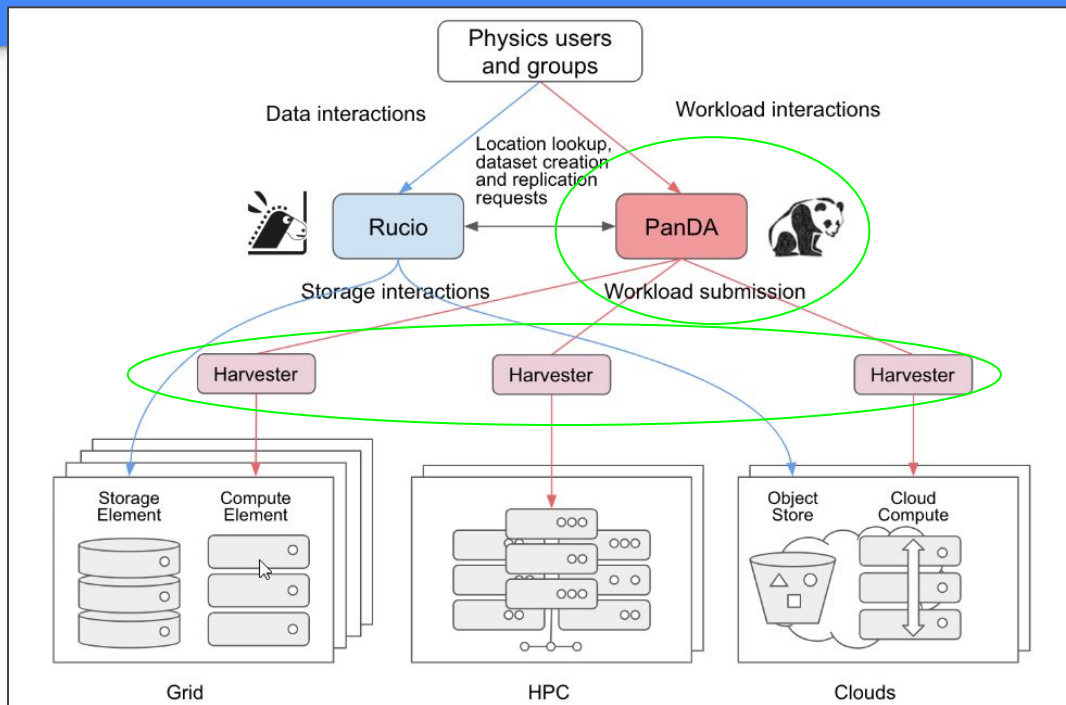 Physics users
and groups
Data interactions
Workload interactions
Location lookup,
dataset creation
and replication
requests
Rucio
PanDA
Storage interactions
Workload submission
Harvester
Harvester
Harvester
Storage
Element
Compute
Element
Object
Store
Cloud
Compute
Grid
HPC
Clouds